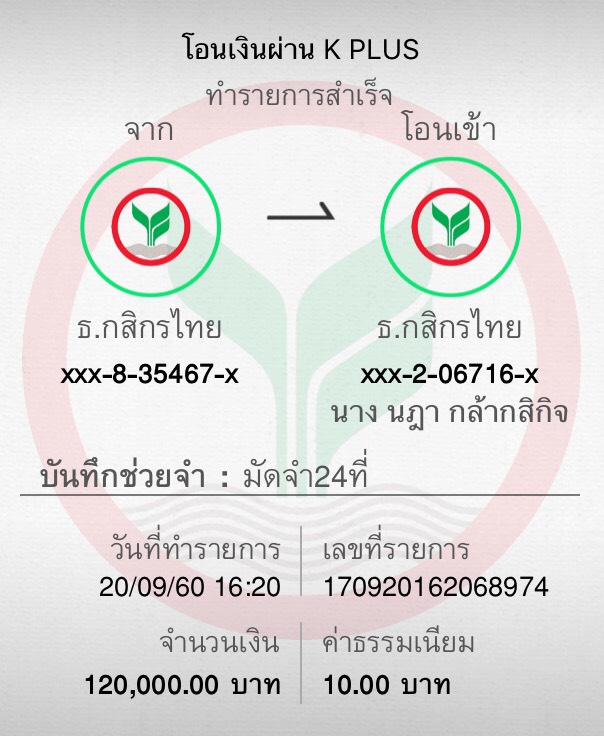 โอนเงินผ่าน K PLUS
ทำรายการสำเร็จ
จาก
โอนเข้า
ธ.กสิกรไทย
ธ.กสิกรไทย
xxx-8-35467-x
xxx-2-06716-x
นาง นฎา กล้ากสิกิจ
บันทึกช่วยจำ : มัดจำ24ที่
วันที่ทำรายการ
เลขที่รายการ
20/09/60 16:20
170920162068974
จำนวนเงิน
ค่าธรรมเนียม
120,000.00 บาท
10.00 บาท